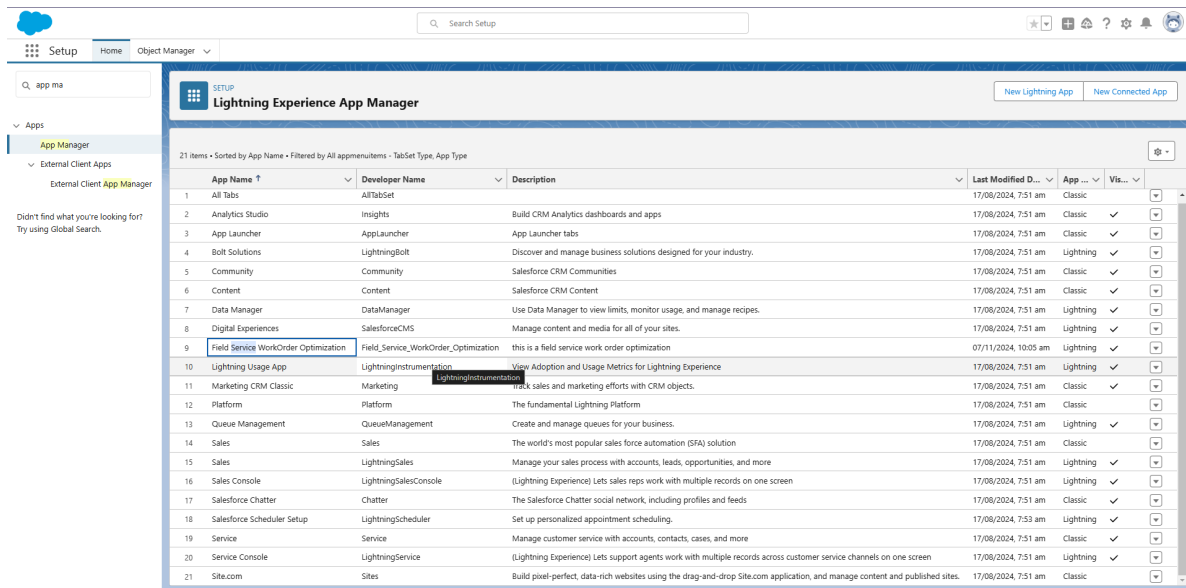 Search Setup
Setup Home Object Manager
app ma
Apps
App Manager
External Client Apps
External Client App Manager
Didn't find what you're looking for?
Try using Global Search.
SETUP
Lightning Experience App Manager
New Lightning App New Connected App
21 items • Sorted by App Name • Filtered by All appmenuitems - TabSet Type, App Type
App Name ↑ Developer Name Description Last Modified D... App ... Vis...
1 All Tabs AllTabSet 17/08/2024, 7:51 am Classic
2 Analytics Studio Insights Build CRM Analytics dashboards and apps 17/08/2024, 7:51 am Classic ✓
3 App Launcher AppLauncher App Launcher tabs 17/08/2024, 7:51 am Classic ✓
4 Bolt Solutions LightningBolt Discover and manage business solutions designed for your industry. 17/08/2024, 7:51 am Lightning ✓
5 Community Community Salesforce CRM Communities 17/08/2024, 7:51 am Classic ✓
6 Content Content Salesforce CRM Content 17/08/2024, 7:51 am Classic ✓
7 Data Manager DataManager Use Data Manager to view limits, monitor usage, and manage recipes. 17/08/2024, 7:51 am Lightning ✓
8 Digital Experiences SalesforceCMS Manage content and media for all of your sites. 17/08/2024, 7:51 am Lightning ✓
9 Field Service WorkOrder Optimization Field_Service_WorkOrder_Optimization this is a field service work order optimization 07/11/2024, 10:05 am Lightning ✓
10 Lightning Usage App LightningInstrumentation View Adoption and Usage Metrics for Lightning Experience 17/08/2024, 7:51 am Lightning ✓
LightningInstrumentation
11 Marketing CRM Classic Marketing Track sales and marketing efforts with CRM objects. 17/08/2024, 7:51 am Classic ✓
12 Platform Platform The fundamental Lightning Platform 17/08/2024, 7:51 am Classic
13 Queue Management QueueManagement Create and manage queues for your business. 17/08/2024, 7:51 am Lightning ✓
14 Sales Sales The world's most popular sales force automation (SFA) solution 17/08/2024, 7:51 am Classic
15 Sales LightningSales Manage your sales process with accounts, leads, opportunities, and more 17/08/2024, 7:51 am Lightning ✓
16 Sales Console LightningSalesConsole (Lightning Experience) Lets sales reps work with multiple records on one screen 17/08/2024, 7:51 am Lightning ✓
17 Salesforce Chatter Chatter The Salesforce Chatter social network, including profiles and feeds 17/08/2024, 7:51 am Classic ✓
18 Salesforce Scheduler Setup LightningScheduler Set up personalized appointment scheduling. 17/08/2024, 7:53 am Lightning ✓
19 Service Service Manage customer service with accounts, contacts, cases, and more 17/08/2024, 7:51 am Classic ✓
20 Service Console LightningService (Lightning Experience) Lets support agents work with multiple records across customer service channels on one screen 17/08/2024, 7:51 am Lightning ✓
21 Site.com Sites Build pixel-perfect, data-rich websites using the drag-and-drop Site.com application, and manage content and published sites. 17/08/2024, 7:51 am Classic